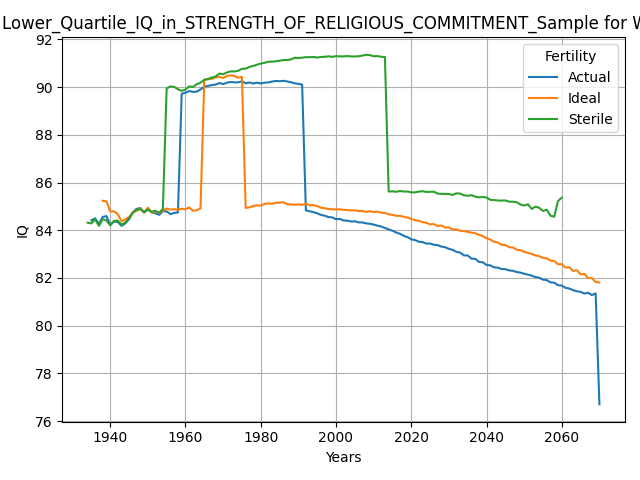 Lower_Quartile_IQ_in_STRENGTH_OF_RELIGIOUS_COMMITMENT_Sample for W
Fertility
Actual
Ideal
Sterile
IQ
92
90
88
86
84
82
80
78
76
1940 1960 1980 2000 2020 2040 2060
Years